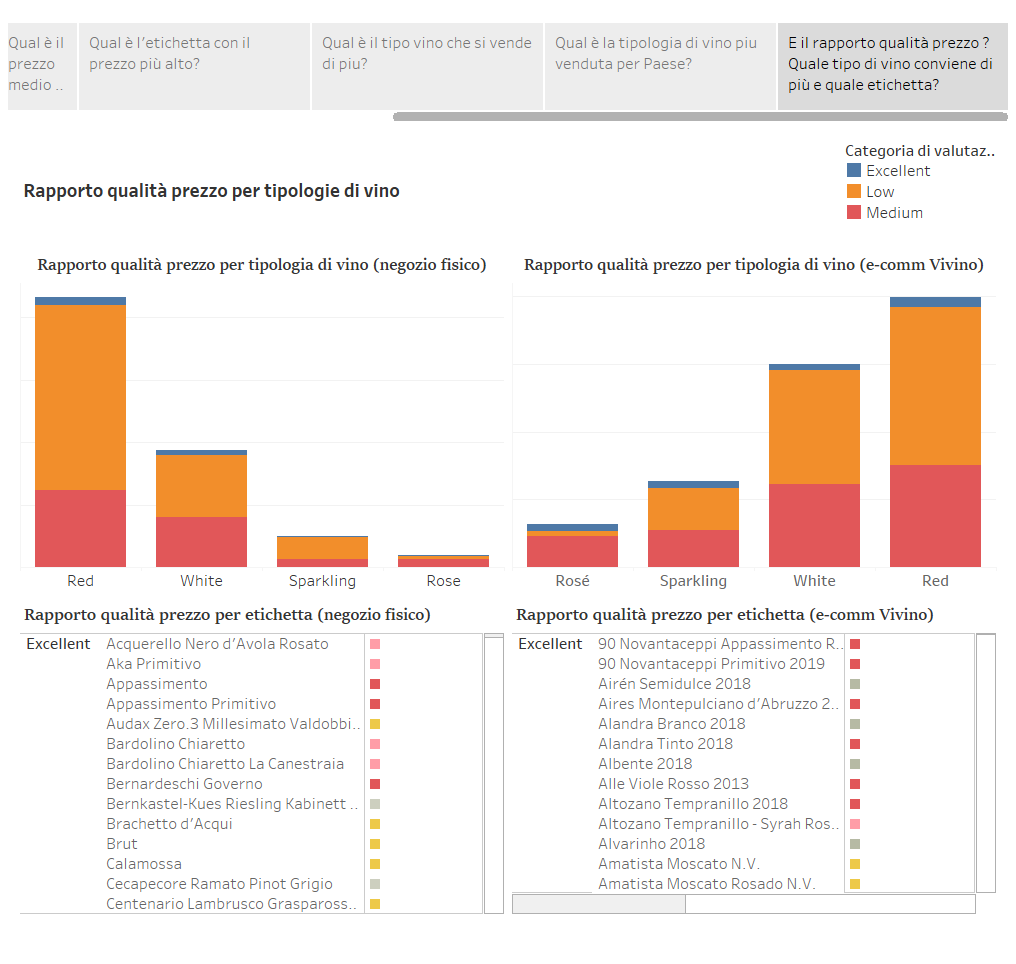 Qual è il
prezzo
medio ..
Qual è l'etichetta con il
prezzo più alto?
Qual è il tipo vino che si vende
di piu?
Qual è la tipologia di vino piu
venduta per Paese?
E il rapporto qualità prezzo ?
Quale tipo di vino conviene di
più e quale etichetta?
Categoria di valutaz..
Excellent
Low
Medium
Rapporto qualità prezzo per tipologie di vino
Rapporto qualità prezzo per tipologia di vino (negozio fisico)
Red White Sparkling Rose
Rapporto qualità prezzo per tipologia di vino (e-comm Vivino)
Rosé Sparkling White Red
Rapporto qualità prezzo per etichetta (negozio fisico)
Excellent Acquerello Nero d'Avola Rosato
Aka Primitivo
Appassimento
Appassimento Primitivo
Audax Zero.3 Millesimato Valdobbi..
Bardolino Chiaretto
Bardolino Chiaretto La Canestraia
Bernardeschi Governo
Bernkastel-Kues Riesling Kabinett ..
Brachetto d'Acqui
Brut
Calamossa
Cecapecore Ramato Pinot Grigio
Centenario Lambrusco Graspaross..
Rapporto qualità prezzo per etichetta (e-comm Vivino)
Excellent 90 Novantaceppi Appassimento R..
90 Novantaceppi Primitivo 2019
Airén Semidulce 2018
Aires Montepulciano d'Abruzzo 2..
Alandra Branco 2018
Alandra Tinto 2018
Albente 2018
Alle Viole Rosso 2013
Altozano Tempranillo 2018
Altozano Tempranillo - Syrah Ros..
Alvarinho 2018
Amatista Moscato N.V.
Amatista Moscato Rosado N.V.